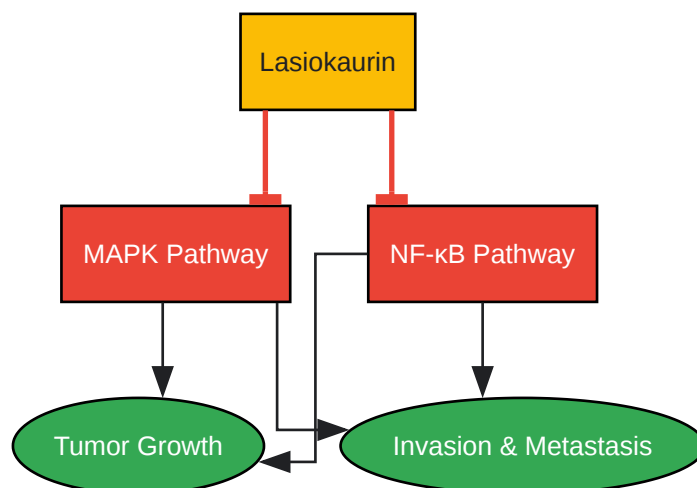 Lasiokaurin
MAPK Pathway
NF-κB Pathway
Tumor Growth
Invasion & Metastasis